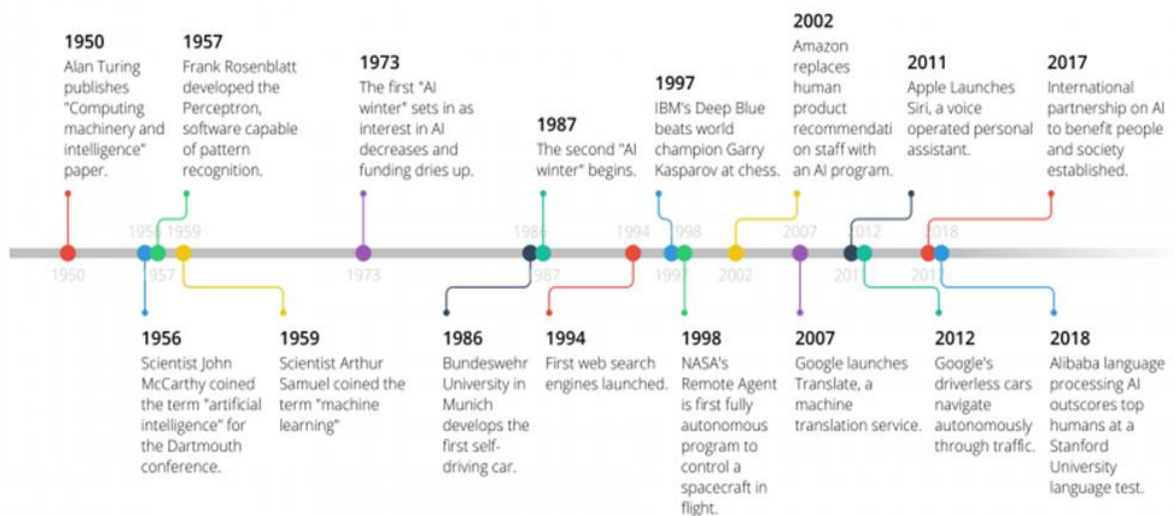 1950
Alan Turing
publishes
"Computing
machinery and
intelligence"
paper.
1957
Frank Rosenblatt
developed the
Perceptron,
software capable
of pattern
recognition.
1973
The first "AI
winter" sets in as
interest in AI
decreases and
funding dries up.
1987
The second "AI
winter" begins.
1997
IBM's Deep Blue
beats world
champion Garry
Kasparov at chess.
2002
Amazon
replaces
human
product
recommendati
on staff with
an AI program.
2011
Apple Launches
Siri, a voice
operated personal
assistant.
2017
International
partnership on AI
to benefit people
and society
established.
1959
1994
2007
1950
1973
2002
1956
Scientist John
McCarthy coined
the term "artificial
intelligence" for
the Dartmouth
conference.
1959
Scientist Arthur
Samuel coined the
term "machine
learning"
1986
Bundeswehr
University in
Munich
develops the
first self-
driving car.
1994
First web search
engines launched.
1998
NASA's
Remote Agent
is first fully
autonomous
program to
control a
spacecraft in
flight.
2007
Google launches
Translate, a
machine
translation service.
2012
Google's
driverless cars
navigate
autonomously
through traffic.
2018
Alibaba language
processing AI
outscores top
humans at a
Stanford
University
language test.